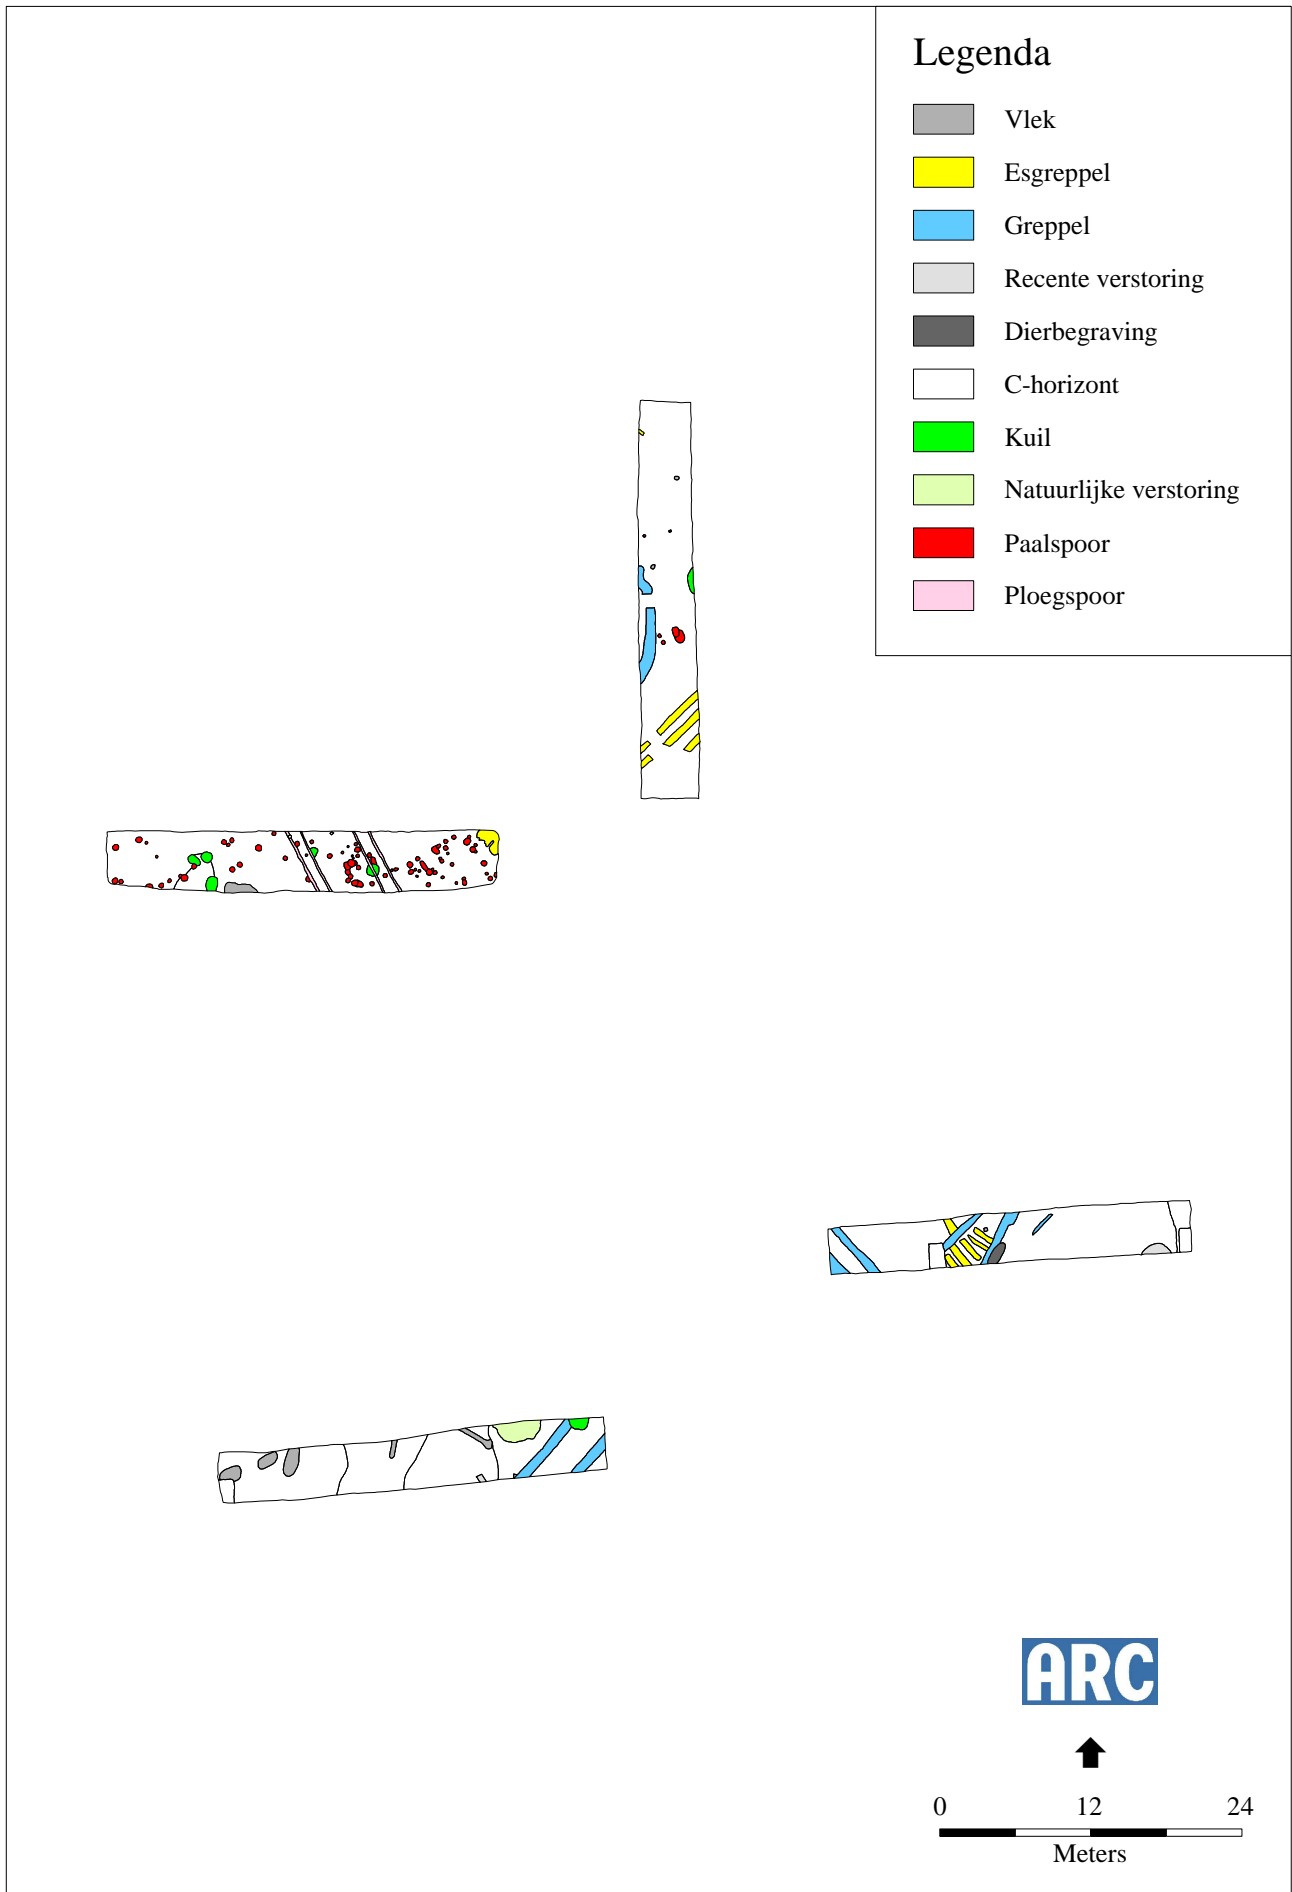 Legenda
Vlek
Esgreppel
Greppel
Recente verstoring
Dierbegraving
C-horizont
Kuil
Natuurlijke verstoring
Paalspoor
Ploegspoor
ARC
0 12 24
Meters